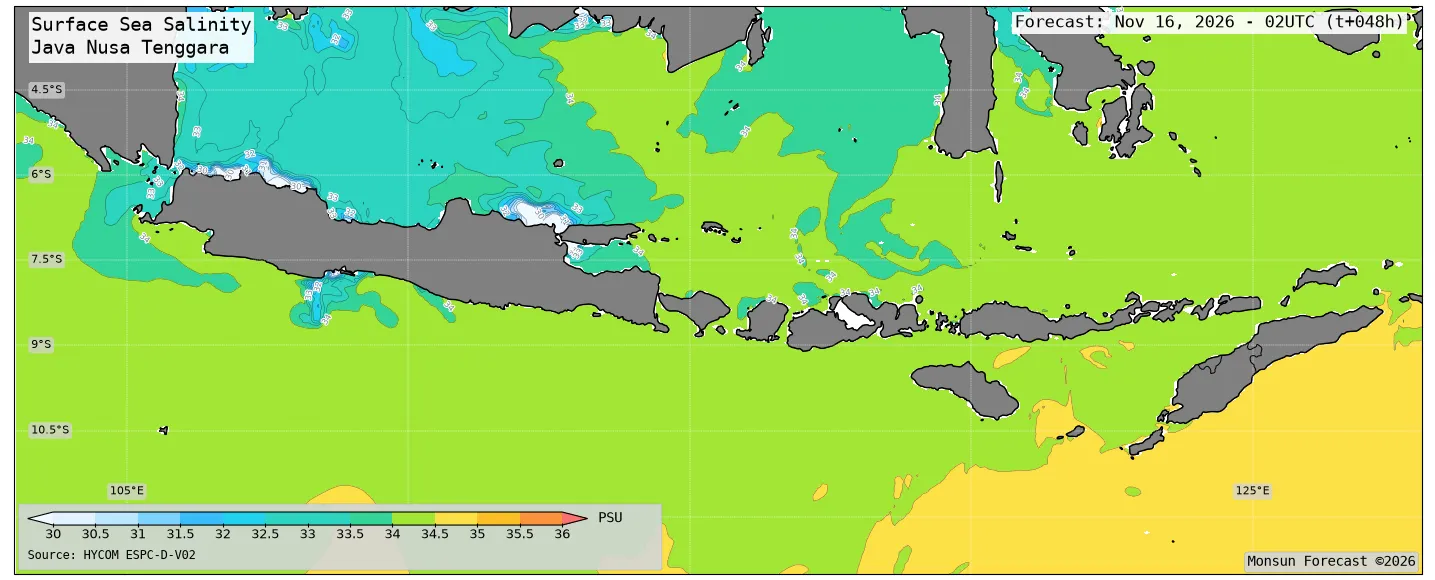 Surface Sea Salinity
Java Nusa Tenggara
Forecast: Nov 16, 2026 - 02UTC (t+048h)
4.5°S
6°S
7.5°S
9°S
10.5°S
105°E
125°E
30 30.5 31 31.5 32 32.5 33 33.5 34 34.5 35 35.5 36
PSU
Source: HYCOM ESPC-D-V02
Monsun Forecast ©2026